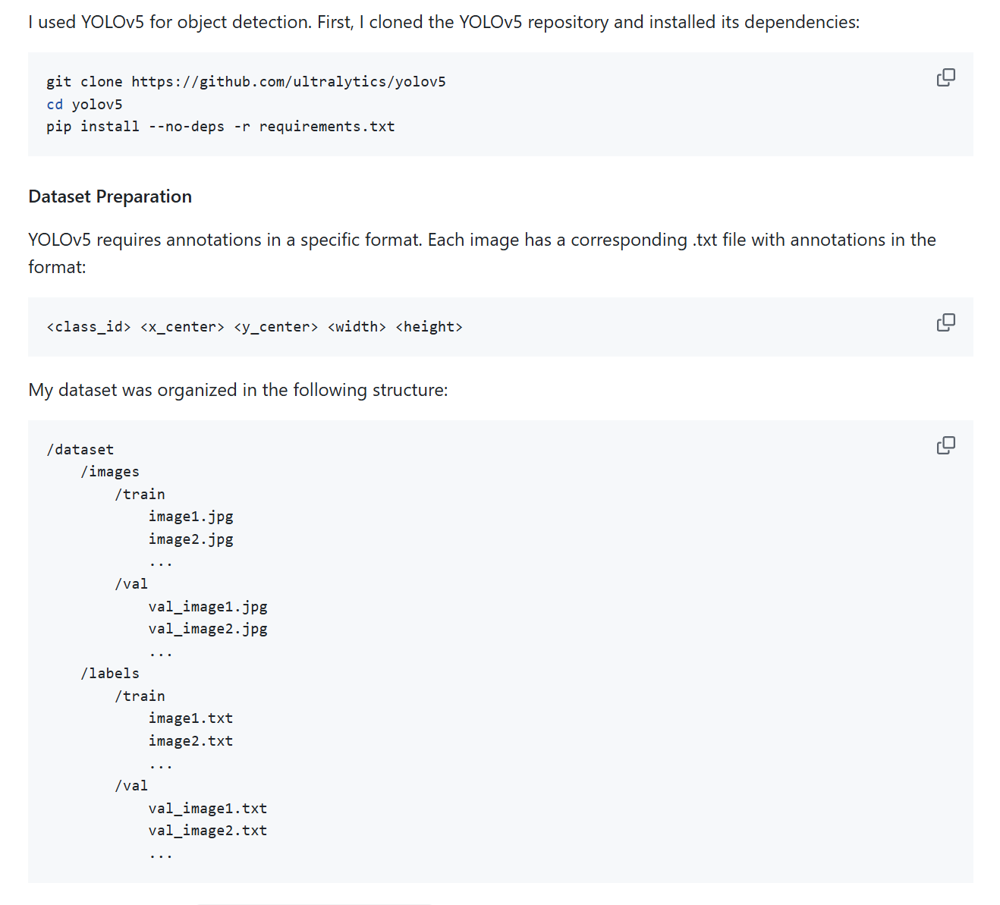 I used YOLOv5 for object detection. First, I cloned the YOLOv5 repository and installed its dependencies:
git clone https://github.com/ultralytics/yolov5
cd yolov5
pip install --no-deps -r requirements.txt
Dataset Preparation
YOLOv5 requires annotations in a specific format. Each image has a corresponding .txt file with annotations in the
format:
<class_id> <x_center> <y_center> <width> <height>
My dataset was organized in the following structure:
/dataset
    /images
        /train
            image1.jpg
            image2.jpg
            ...
        /val
            val_image1.jpg
            val_image2.jpg
            ...
    /labels
        /train
            image1.txt
            image2.txt
            ...
        /val
            val_image1.txt
            val_image2.txt
            ...